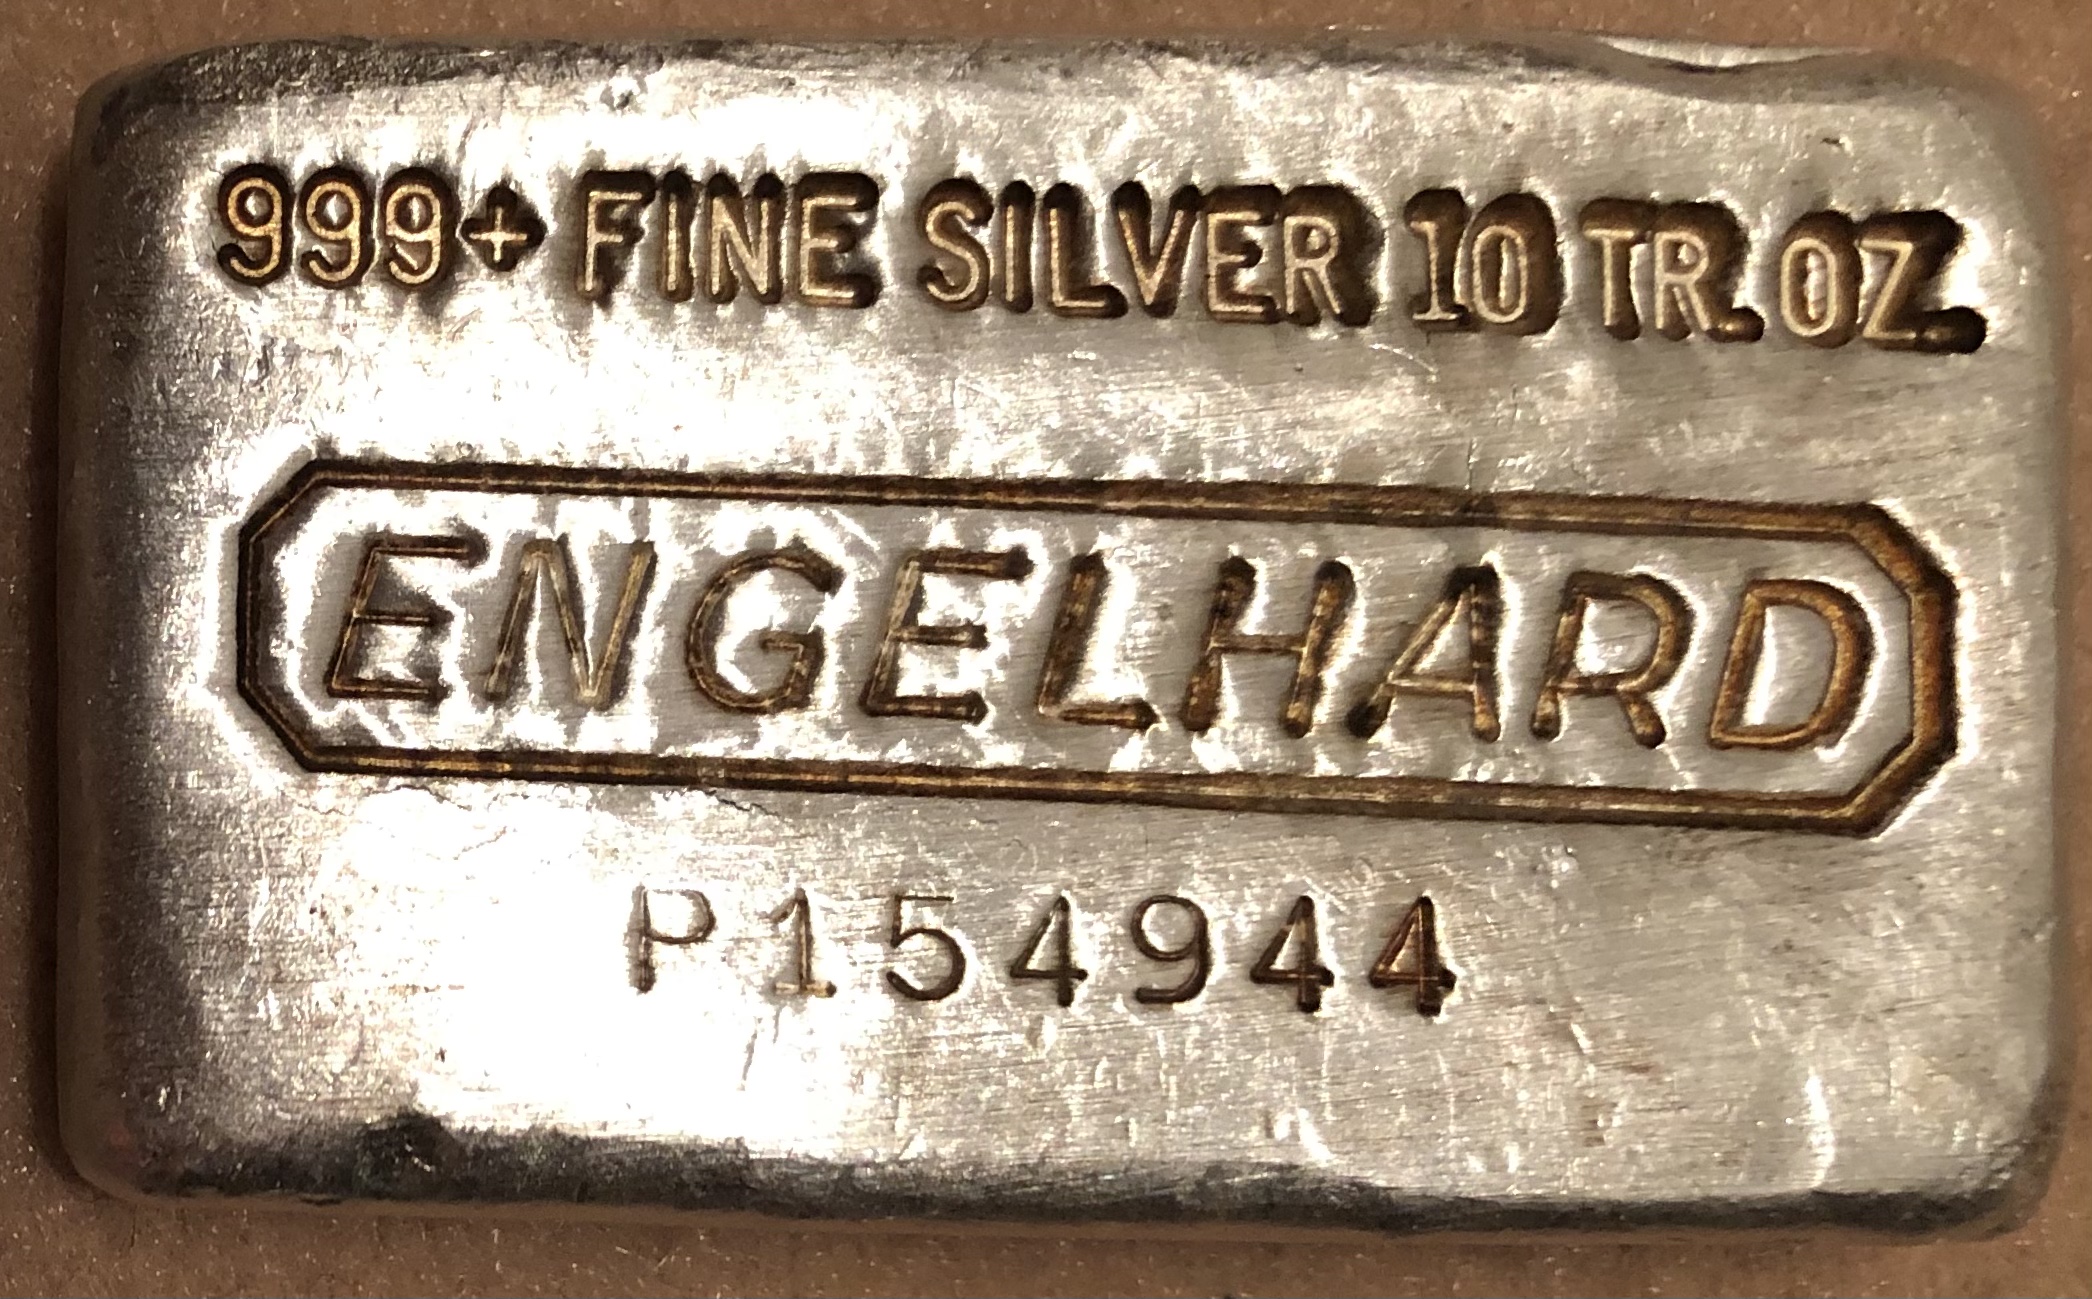 999+ FINE SILVER 10 TR. OZ.
ENGELHARD
P154944